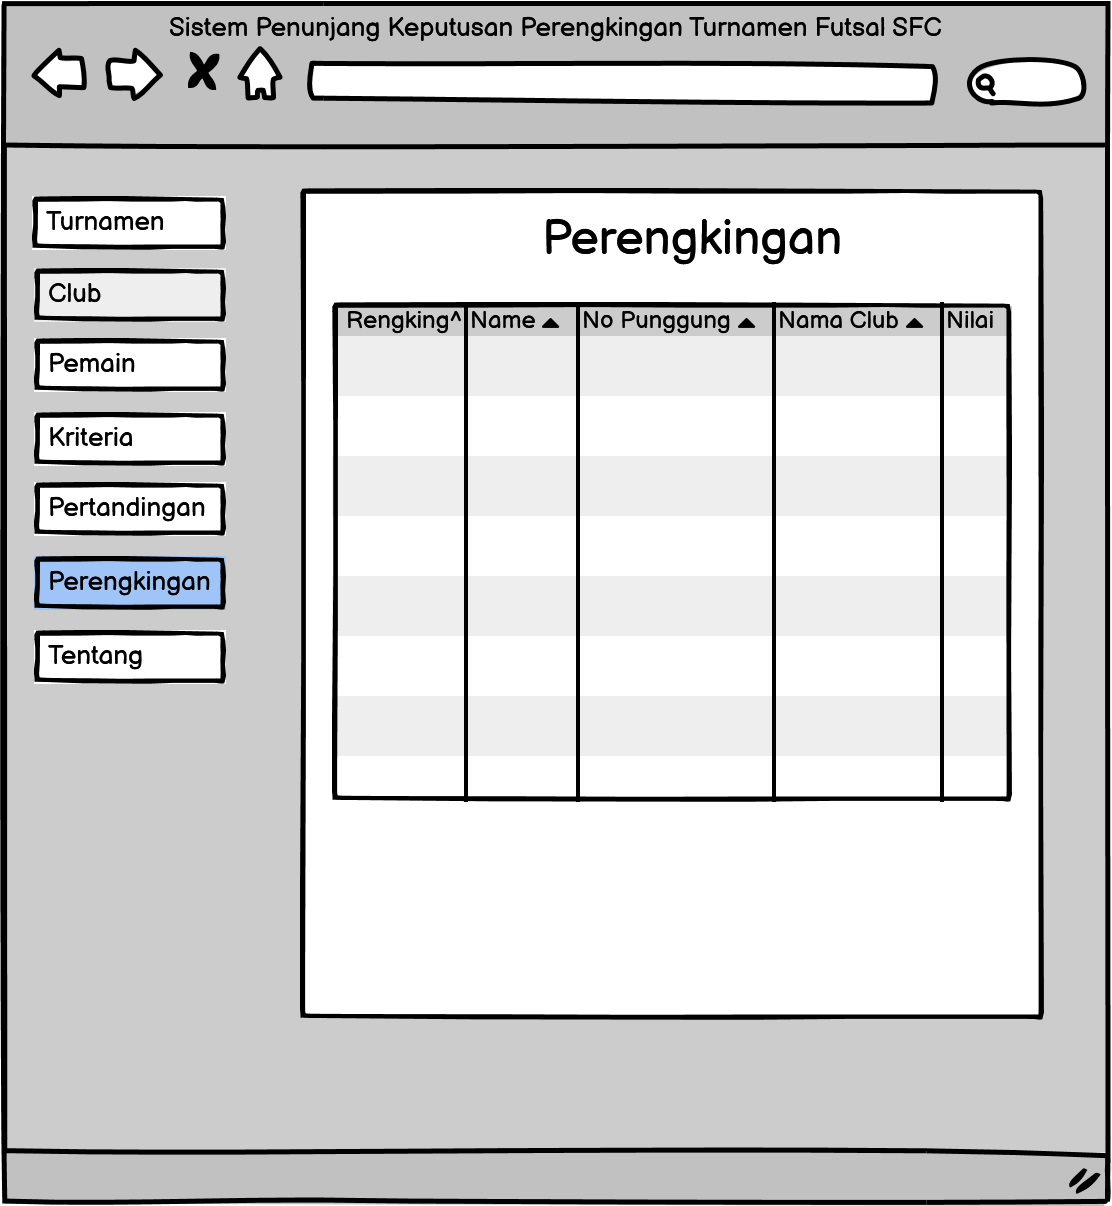 Sistem Penunjang Keputusan Perengkingan Turnamen Futsal SFC
Turnamen
Club
Pemain
Kriteria
Pertandingan
Perengkingan
Tentang
Perengkingan
Rengking^ Name ▲ No Punggung ▲ Nama Club ▲ Nilai